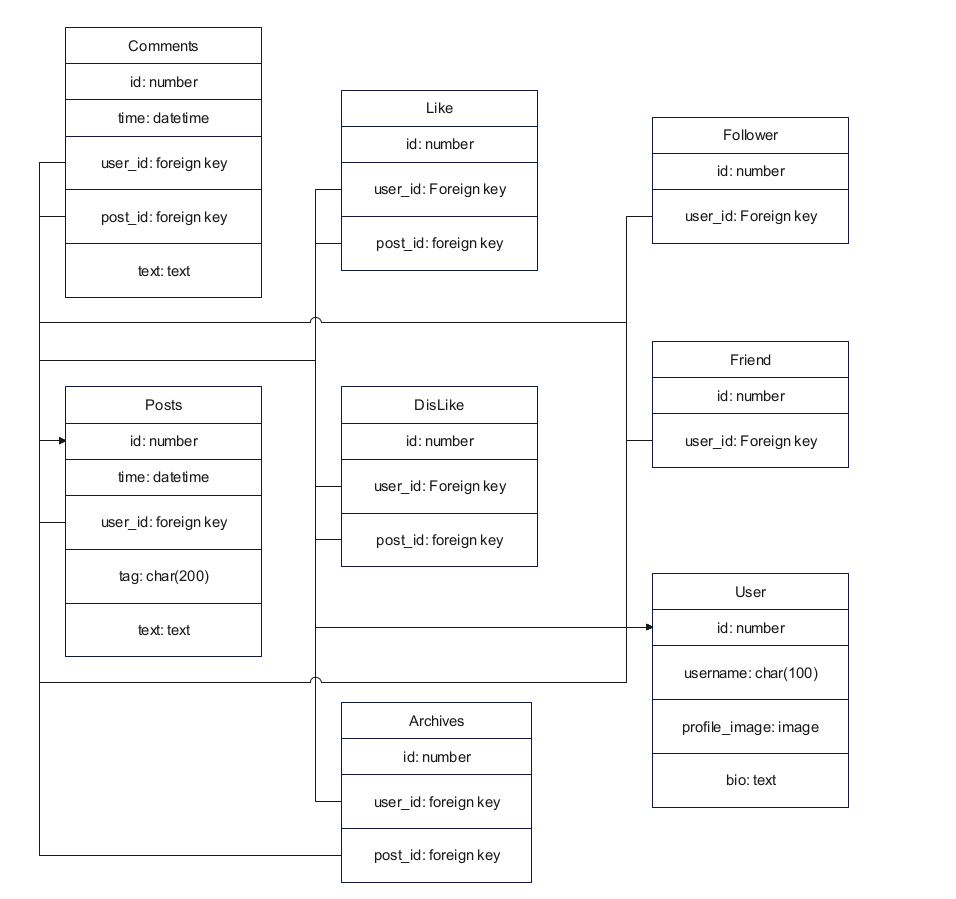 Comments
id: number
time: datetime
user_id: foreign key
post_id: foreign key
text: text
Like
id: number
user_id: Foreign key
post_id: foreign key
Follower
id: number
user_id: Foreign key
Posts
id: number
time: datetime
user_id: foreign key
tag: char(200)
text: text
DisLike
id: number
user_id: Foreign key
post_id: foreign key
Friend
id: number
user_id: Foreign key
User
id: number
username: char(100)
profile_image: image
bio: text
Archives
id: number
user_id: foreign key
post_id: foreign key